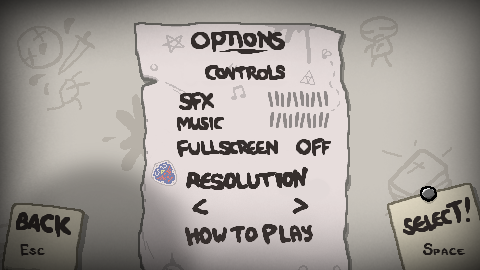 OPTIONS
CONTROLS
SFX
MUSIC
FULLSCREEN OFF
RESOLUTION
< >
HOW TO PLAY
BACK
ESC
SELECT!
SPACE